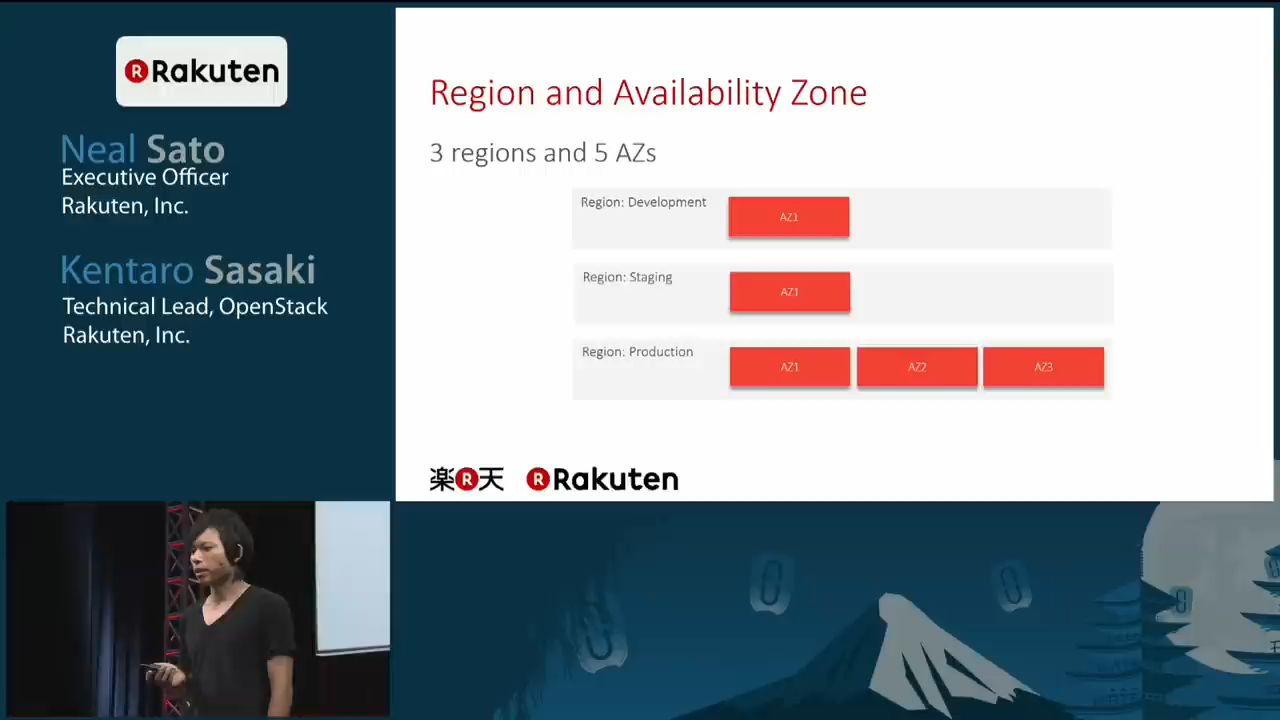 Rakuten
Neal Sato
Executive Officer
Rakuten, Inc.
Kentaro Sasaki
Technical Lead, OpenStack
Rakuten, Inc.
Region and Availability Zone
3 regions and 5 AZs
Region: Development
AZ1
Region: Staging
AZ1
Region: Production
AZ1
AZ2
AZ3
楽R天
R Rakuten